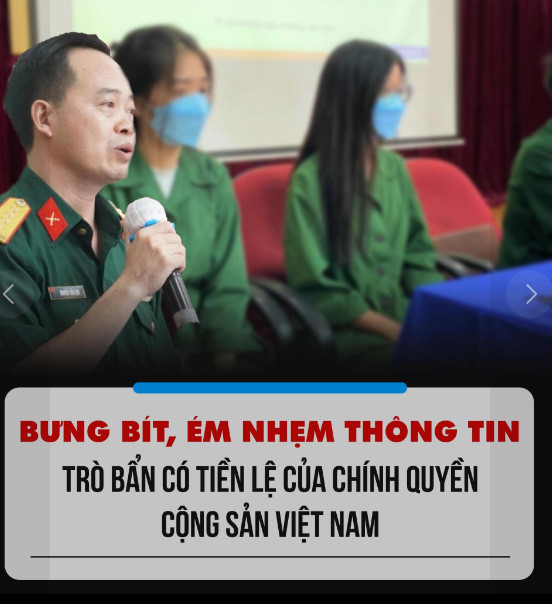 BƯNG BÍT, ÉM NHẸM THÔNG TIN
TRÒ BẨN CÓ TIỀN LỆ CỦA CHÍNH QUYỀN
CỘNG SẢN VIỆT NAM